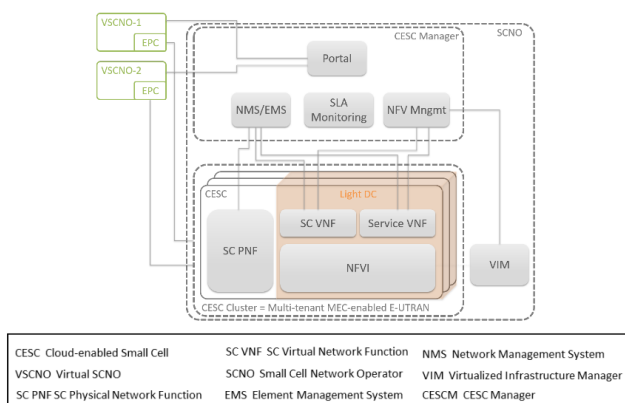 VSCNO-1
EPC
VSCNO-2
EPC
CESC Manager
SCNO
Portal
NMS/EMS
SLA
Monitoring
NFV Mngmt
CESC
Light DC
SC PNF
SC VNF
Service VNF
NFVI
VIM
CESC Cluster = Multi-tenant MEC-enabled E-UTRAN
CESC Cloud-enabled Small Cell
SC VNF SC Virtual Network Function
NMS Network Management System
VSCNO Virtual SCNO
SCNO Small Cell Network Operator
VIM Virtualized Infrastructure Manager
SC PNF SC Physical Network Function
EMS Element Management System
CESCM CESC Manager